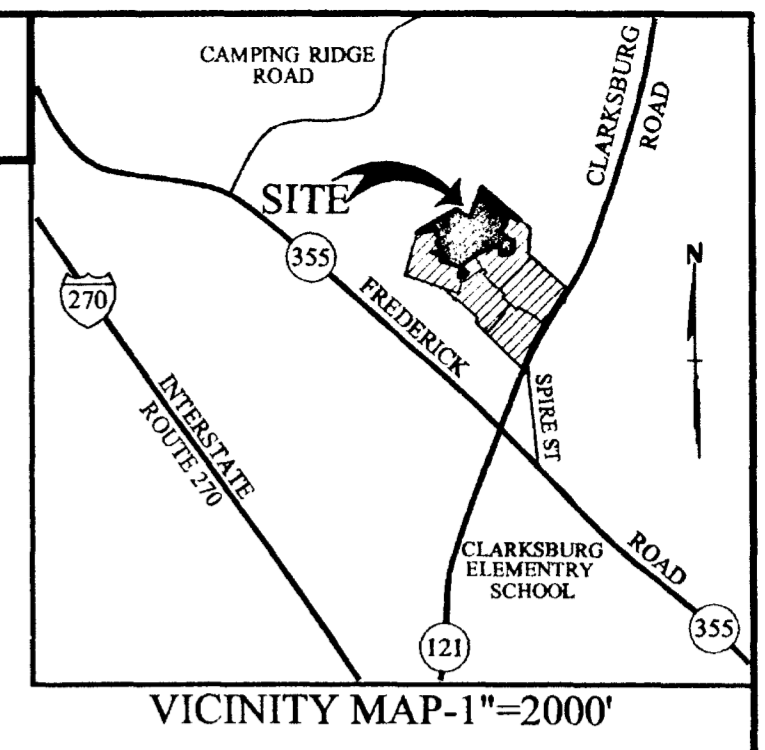 CAMPING RIDGE
ROAD
CLARKSBURG
ROAD
SITE
355
N
270
FREDERICK
INTERSTATE
ROUTE 270
SPIRE ST
CLARKSBURG
ELEMENTRY
SCHOOL
ROAD
355
121
VICINITY MAP-1"=2000'